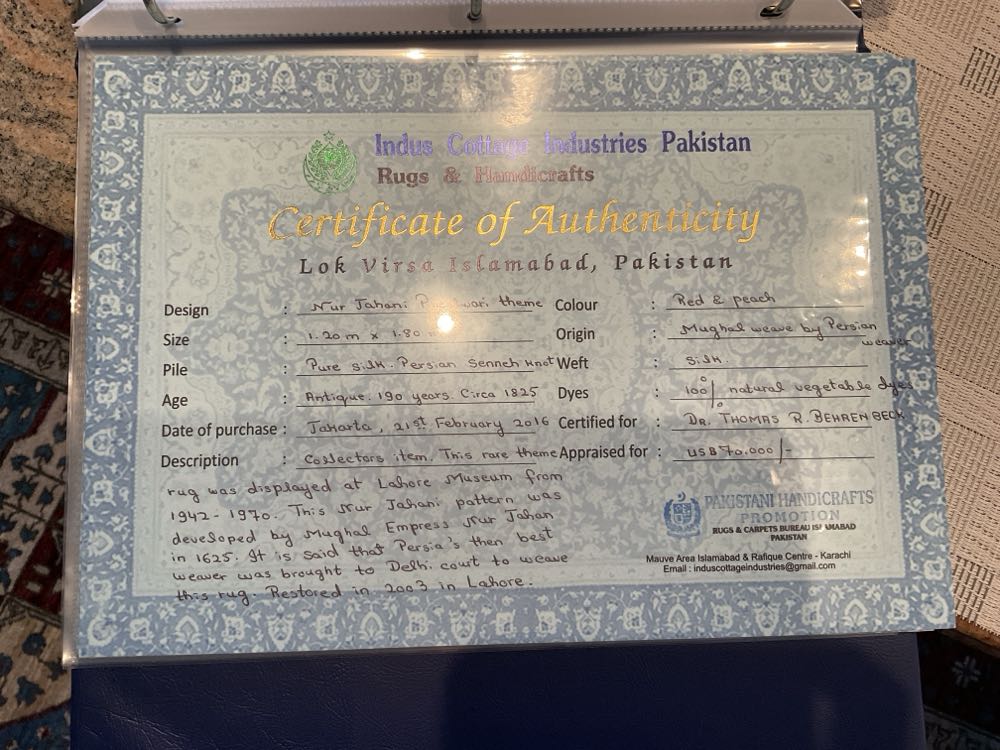 Indus Cottage Industries Pakistan
Rugs & Handicrafts
Certificate of Authenticity
Lok Virsa Islamabad, Pakistan
Design : Nur Jahani theme
Size : 1.20 m x 1.80
Pile : Pure silk. Persian Senneh knot
Age : Antique. 190 years. Circa 1825
Date of purchase : Jakarta, 21st February 2016
Description : Collectors item. This rare theme
rug was displayed at Lahore Museum from
1942-1970. This Nur Jahani pattern was
developed by Mughal Empress Nur Jahan
in 1625. It is said that Persia's then best
weaver was brought to Delhi court to weave
this rug. Restored in 2003 in Lahore.
Colour : Red & peach
Origin : Mughal weave by Persian
weaver
Weft : Silk.
Dyes : 100% natural vegetable dyes
Certified for : DR. THOMAS R. BEHRENBECK
Appraised for : US$ 70.000/-
PAKISTANI HANDICRAFTS
PROMOTION
RUGS & CARPETS BUREAU ISLAMABAD
PAKISTAN
Mauve Area Islamabad & Rafique Centre - Karachi
Email : induscottageindustries@gmail.com